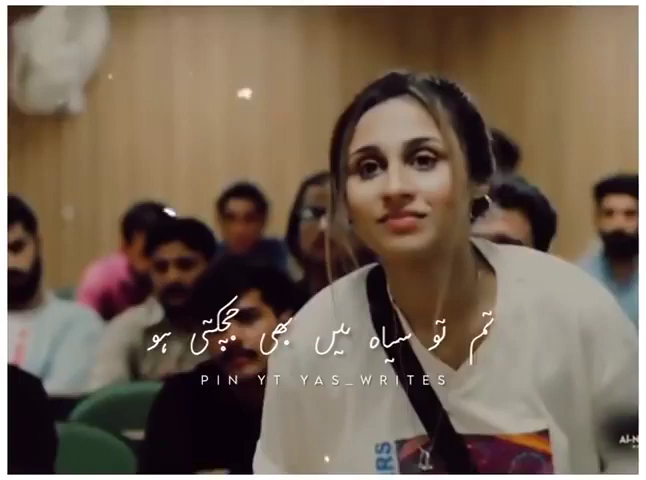 تم تو سیاہ میں بھی جچتی ہو
PIN YT YAS_WRITES